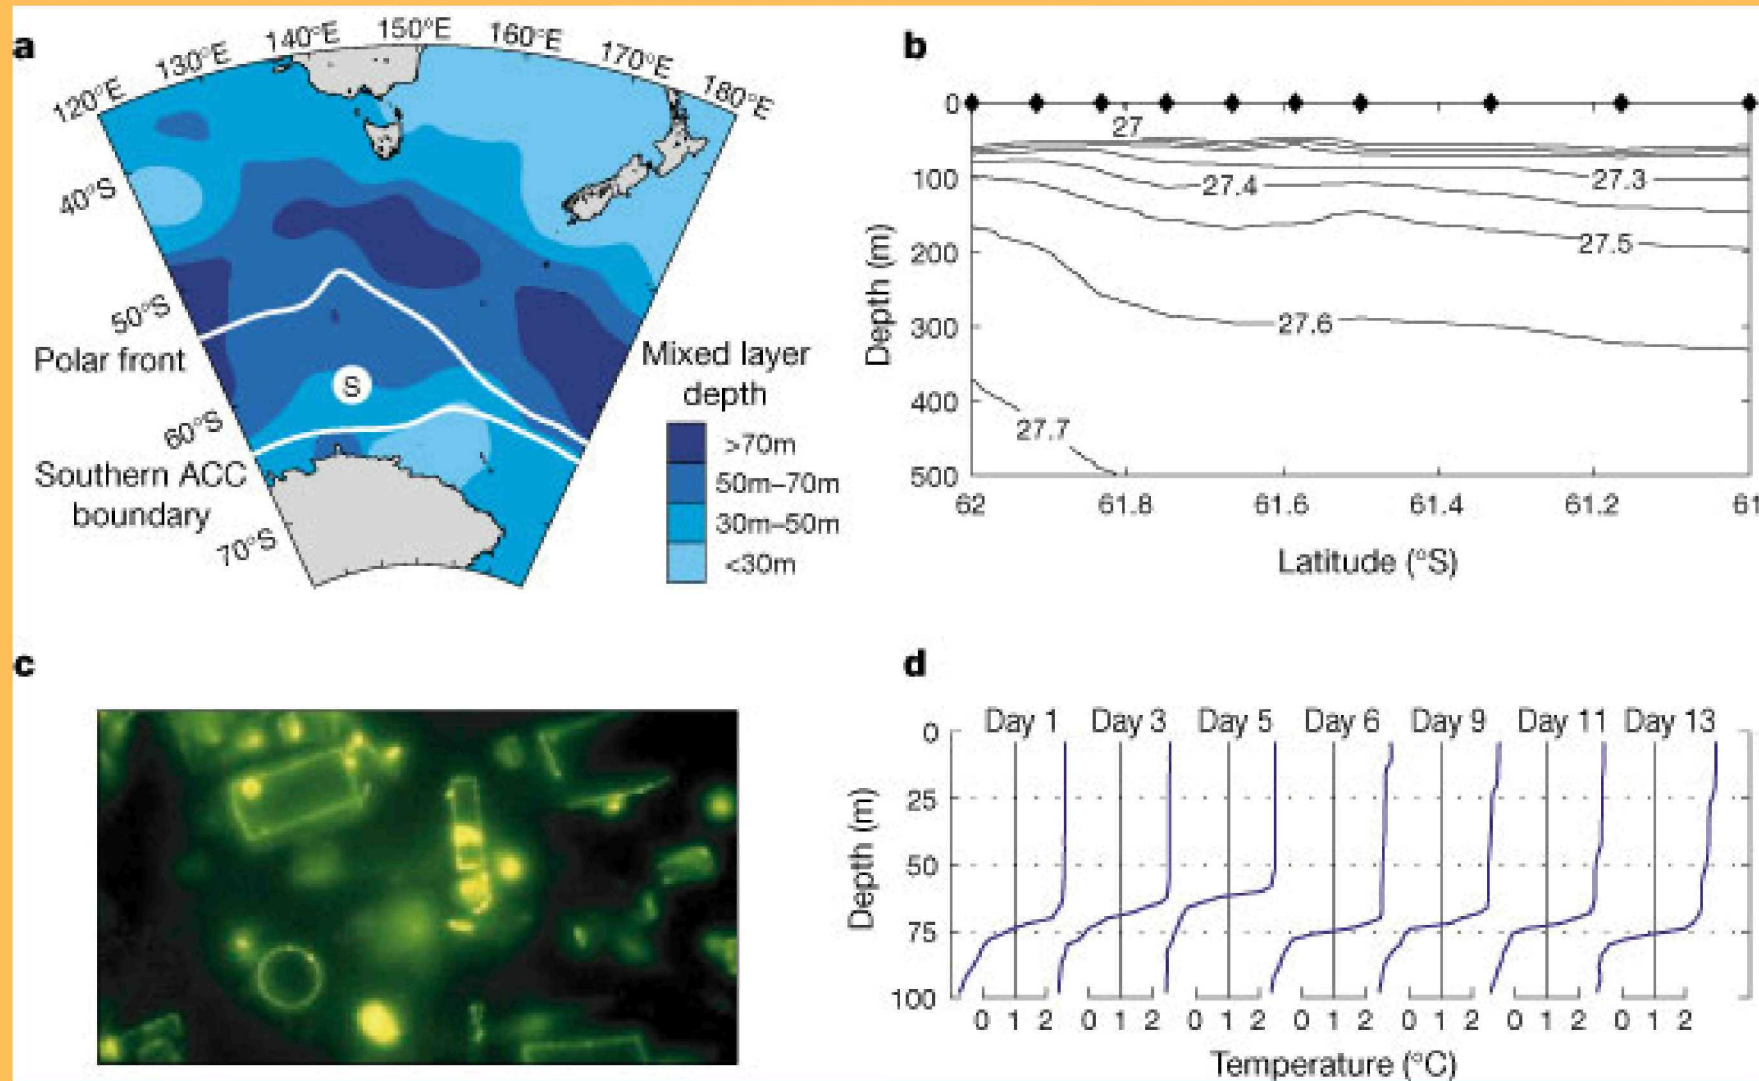 a
120°E 130°E 140°E 150°E 160°E 170°E 180°E
40°S
50°S
Polar front
60°S
Southern ACC
boundary
70°S
S
Mixed layer
depth
>70m
50m–70m
30m–50m
<30m
b
0
100
200
300
400
500
Depth (m)
27
27.3
27.4
27.5
27.6
27.7
62 61.8 61.6 61.4 61.2 61
Latitude (°S)
c
d
Day 1 Day 3 Day 5 Day 6 Day 9 Day 11 Day 13
0
25
50
75
100
Depth (m)
0 1 2 0 1 2 0 1 2 0 1 2 0 1 2 0 1 2 0 1 2
Temperature (°C)